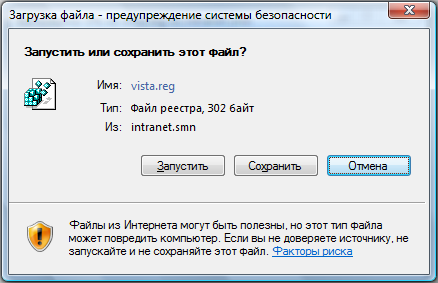 Загрузка файла - предупреждение системы безопасности
Запустить или сохранить этот файл?
Имя: vista.reg
Тип: Файл реестра, 302 байт
Из: intranet.smn
Запустить Сохранить Отмена
Файлы из Интернета могут быть полезны, но этот тип файла
может повредить компьютер. Если вы не доверяете источнику, не
запускайте и не сохраняйте этот файл. Факторы риска